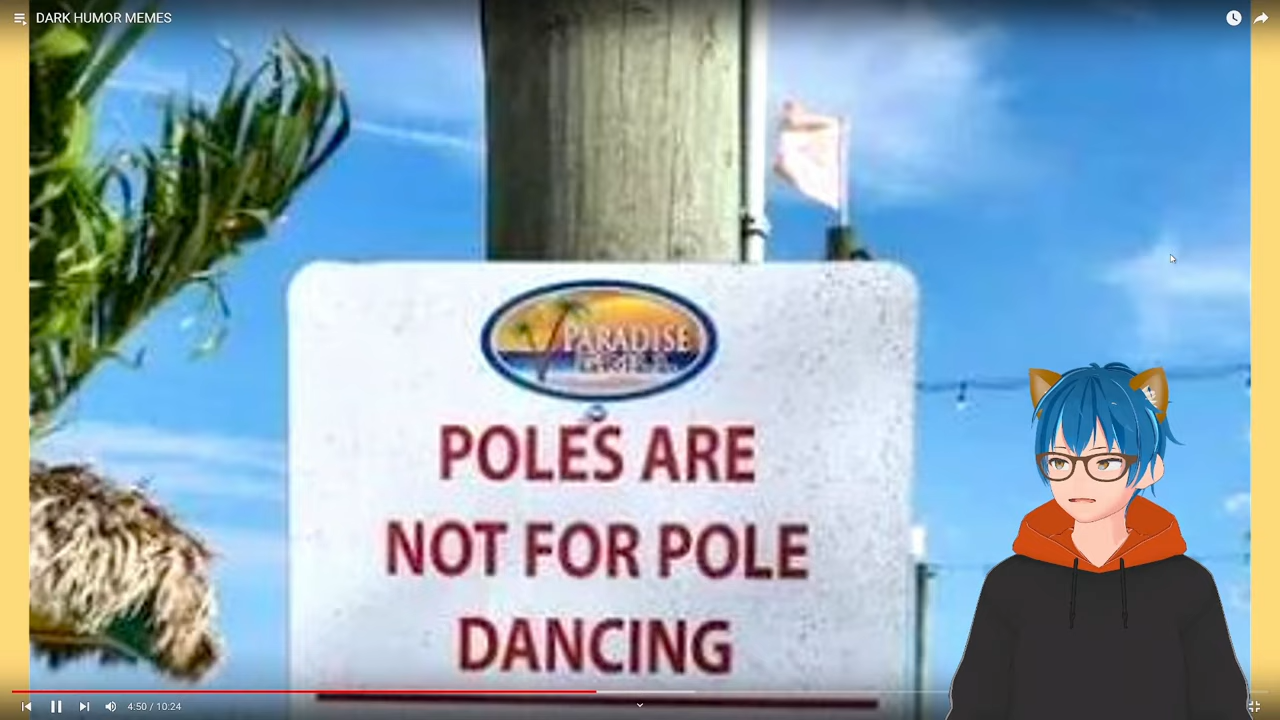 DARK HUMOR MEMES
PARADISE
POLES ARE
NOT FOR POLE
DANCING
4:50 / 10:24